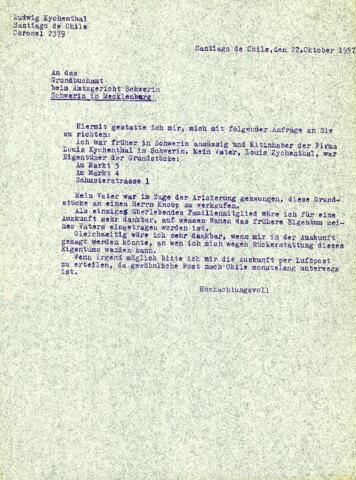 Ludwig Kychenthal
Santiago de Chile
Coronel 2379
Santiago de Chile, den 22.Oktober 1957
An das
Grundbuchamt
beim Amtsgericht Schwerin
Schwerin in Mecklenburg
Hiermit gestatte ich mir, mich mit folgender Anfrage an Sie
zu richten:
Ich war früher in Schwerin ansässig und Mitinhaber der Firma
Louis Kychenthal in Schwerin. Mein Vater, Louis Kychenthal, war
Eigentümer der Grundstücke:
Am Markt 5
Am Markt 4
Schusterstrasse 1
Mein Vater war im Zuge der Arisierung gezwungen, diese Grund-
stücke an einen Herrn Knoop zu verkaufen.
Als einziges überlebendes Familienmitglied wäre ich für eine
Auskunft sehr dankbar, auf wessen Namen das frühere Eigentum mei-
nes Vaters eingetragen worden ist.
Gleichzeitig wäre ich sehr dankbar, wenn mir in der Auskunft
gesagt werden könnte, an wen ich mich wegen Rückerstattung dieses
Eigentums wenden kann.
Wenn irgend möglich bitte ich mir die Auskunft per Luftpost
zu erteilen, da gewöhnliche Post nach Chile monatelang unterwegs
ist.
Hochachtungsvoll